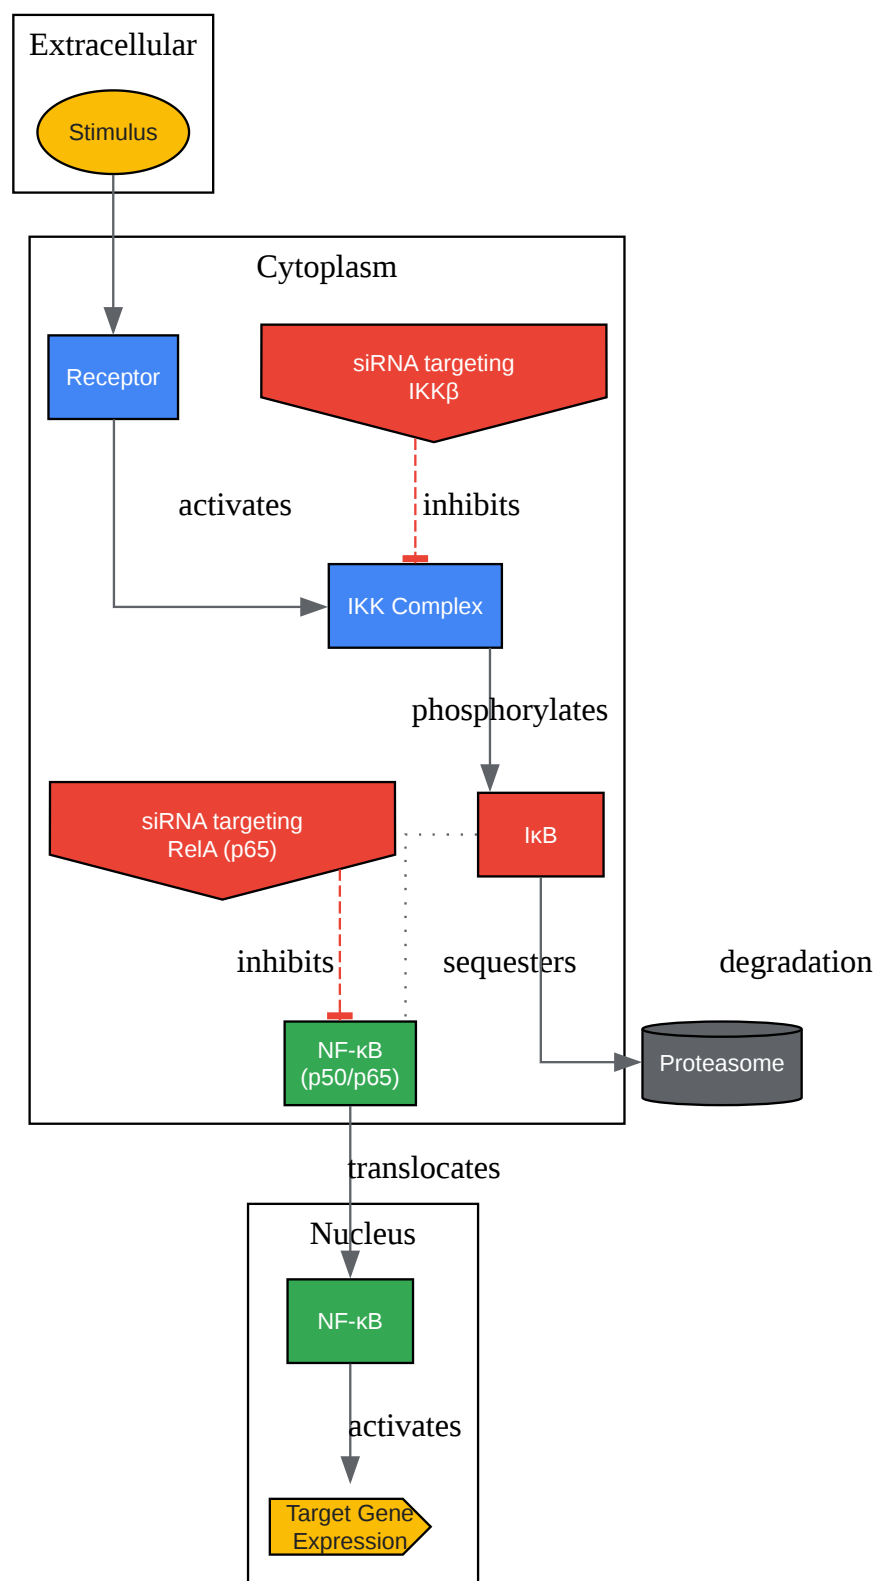 Extracellular
Stimulus
Cytoplasm
siRNA targeting
IKKβ
Receptor
activates
inhibits
IKK Complex
phosphorylates
siRNA targeting
RelA (p65)
IκB
inhibits
sequesters
degradation
NF-κB
(p50/p65)
Proteasome
translocates
Nucleus
NF-κB
activates
Target Gene
Expression